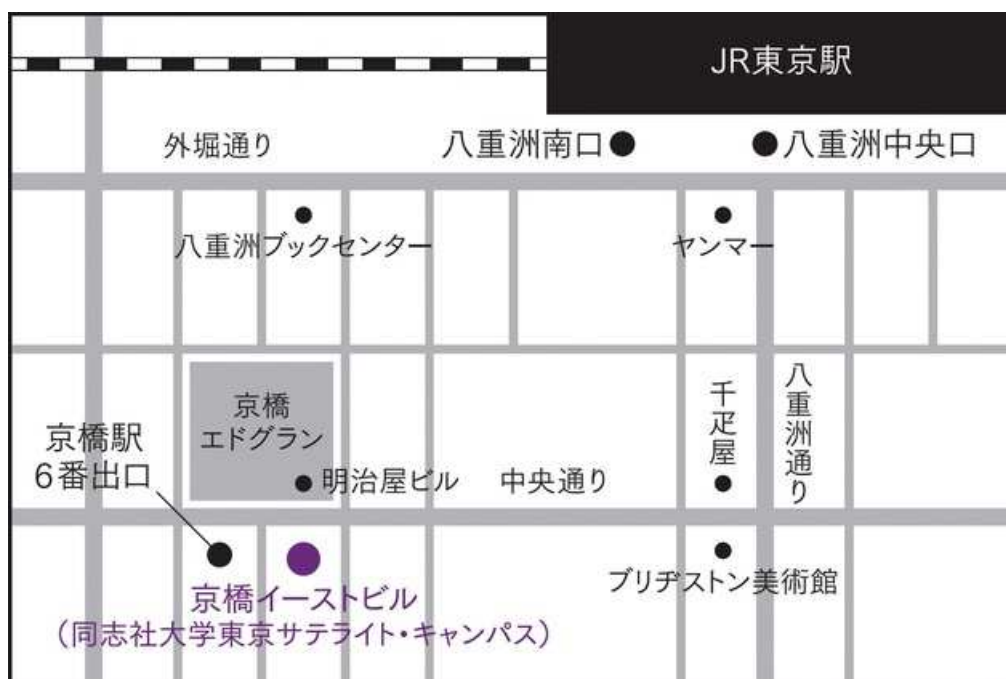 JR東京駅
外堀通り
八重洲南口
八重洲中央口
八重洲ブックセンター
ヤンマー
京橋
エドグラン
千疋屋
八重洲通り
京橋駅
6番出口
明治屋ビル
中央通り
ブリヂストン美術館
京橋イーストビル
（同志社大学東京サテライト・キャンパス）